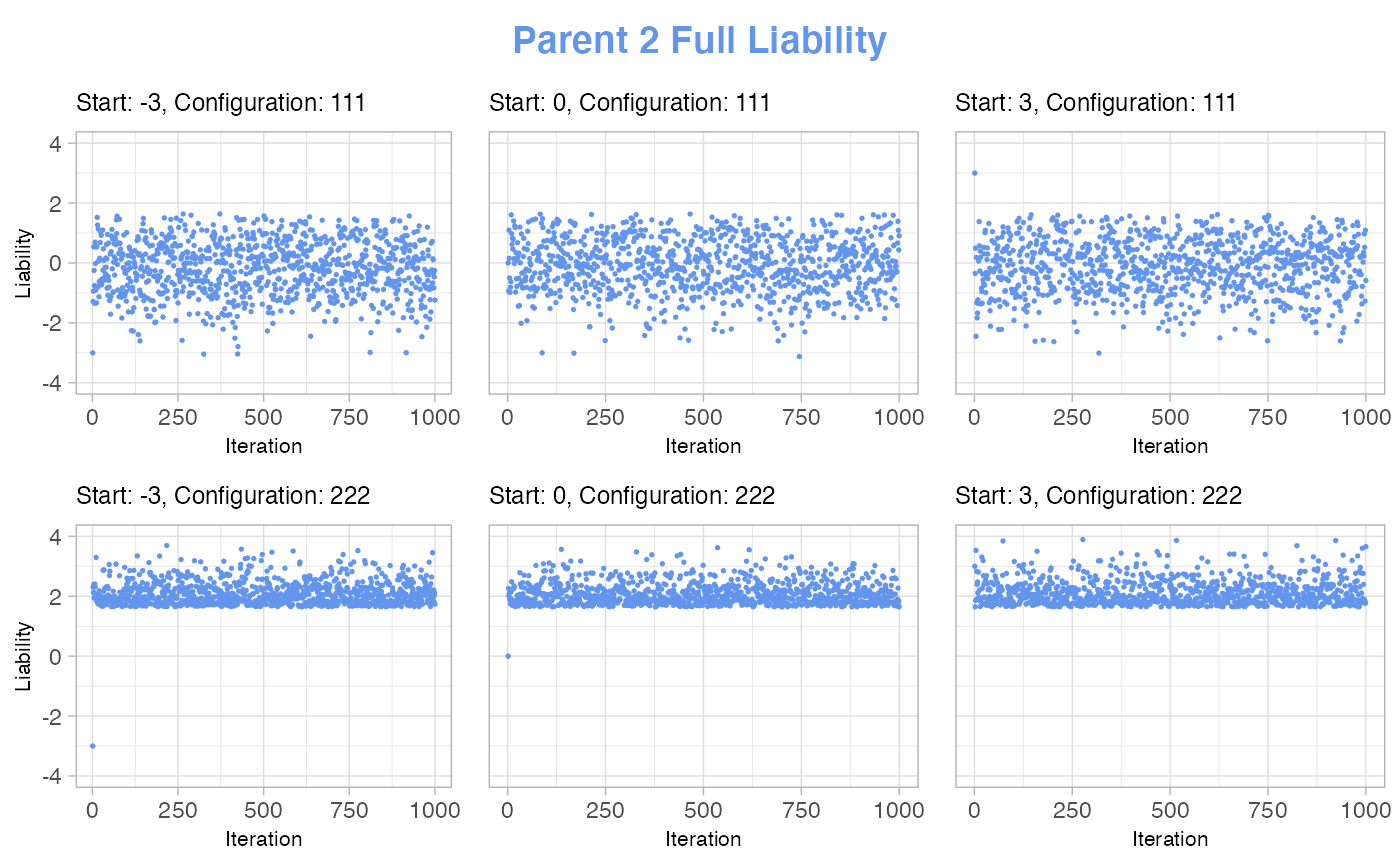 Parent 2 Full Liability
Start: -3, Configuration: 111
Start: 0, Configuration: 111
Start: 3, Configuration: 111
Liability
4
2
0
-2
-4
0 250 500 750 1000
0 250 500 750 1000
0 250 500 750 1000
Iteration
Iteration
Iteration
Start: -3, Configuration: 222
Start: 0, Configuration: 222
Start: 3, Configuration: 222
Liability
4
2
0
-2
-4
0 250 500 750 1000
0 250 500 750 1000
0 250 500 750 1000
Iteration
Iteration
Iteration